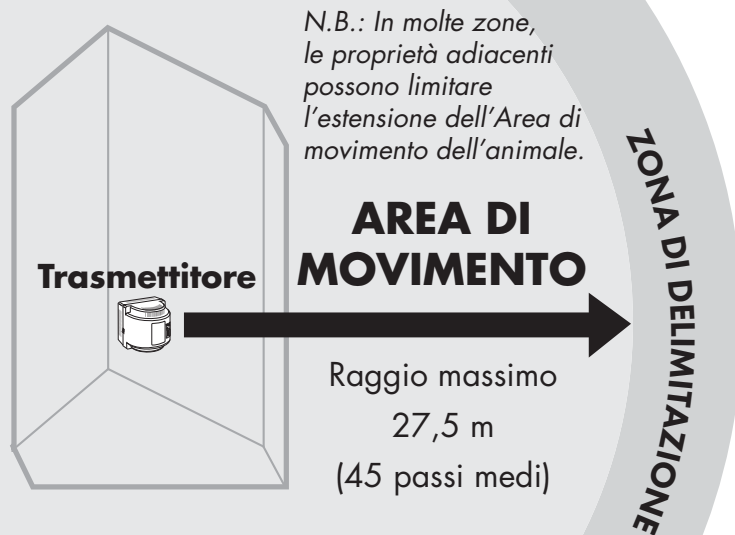 N.B.: In molte zone,
le proprietà adiacenti
possono limitare
l’estensione dell’Area di
movimento dell’animale.
AREA DI
MOVIMENTO
Trasmettitore
Raggio massimo
27,5 m
(45 passi medi)
ZONA DI DELIMITAZIONE